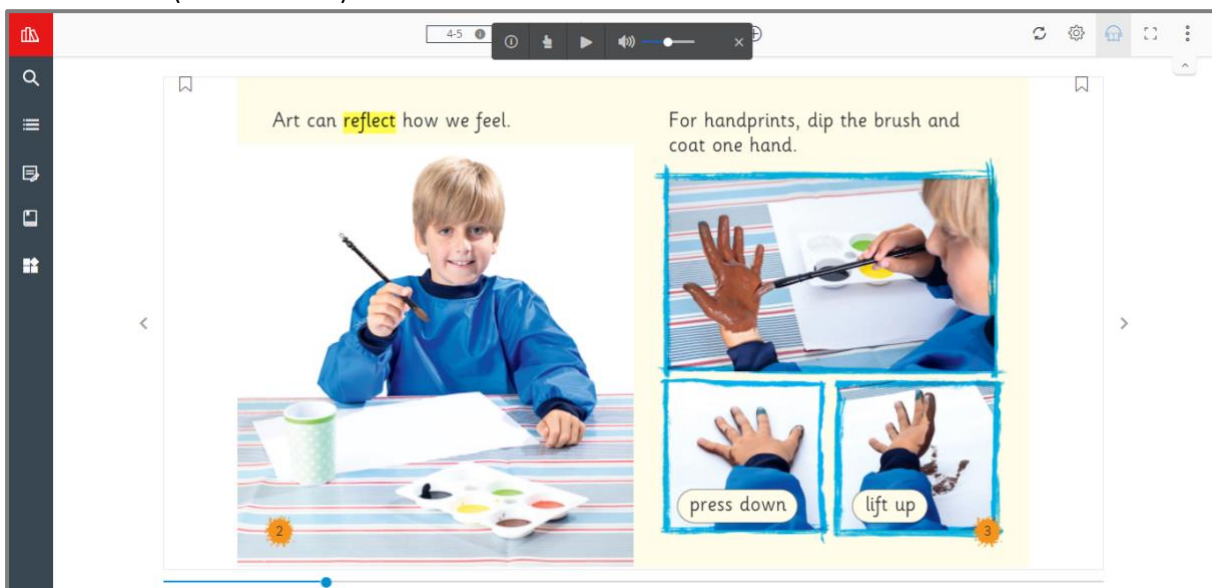 4-5
Art can reflect how we feel.
For handprints, dip the brush and
coat one hand.
press down
lift up
2
3